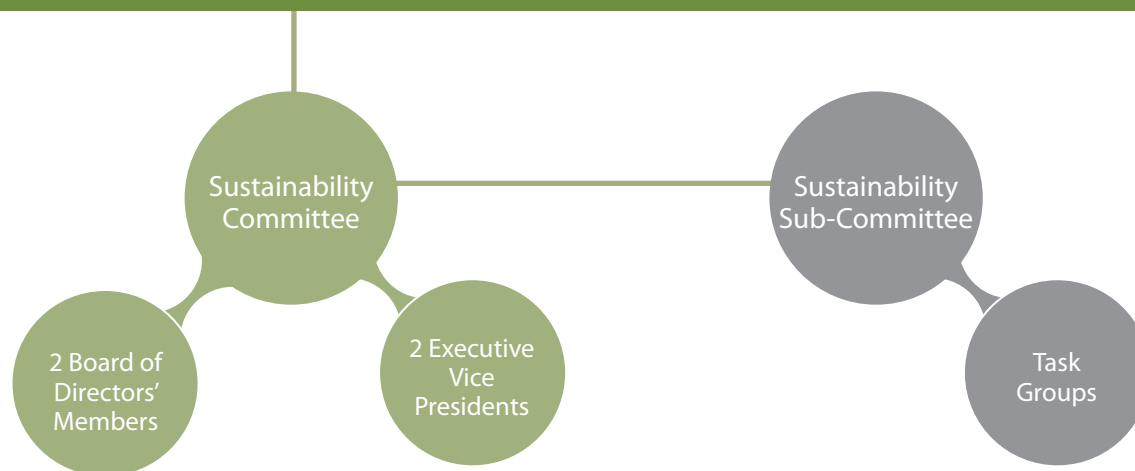 Sustainability
Committee
Sustainability
Sub-Committee
2 Board of
Directors’
Members
2 Executive
Vice
Presidents
Task
Groups